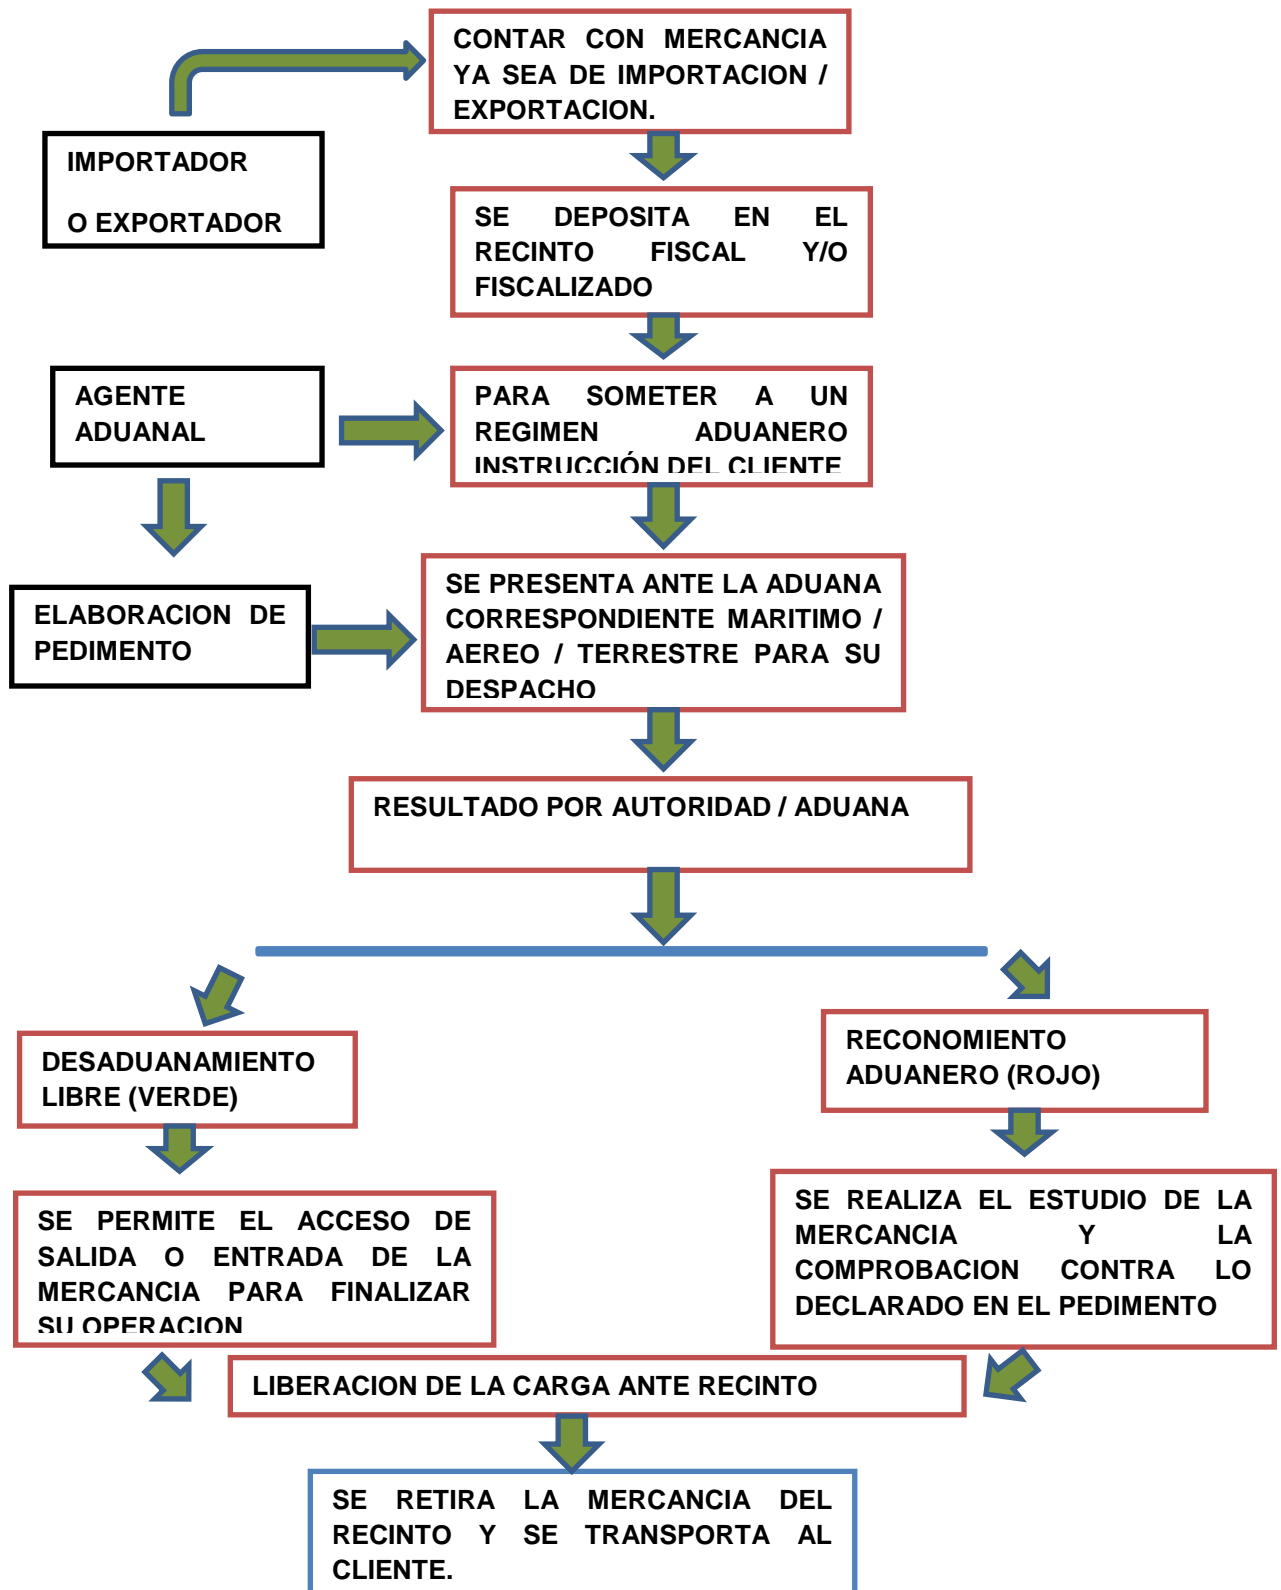 CONTAR CON MERCANCIA
YA SEA DE IMPORTACION /
EXPORTACION.
IMPORTADOR
O EXPORTADOR
SE DEPOSITA EN EL
RECINTO FISCAL Y/O
FISCALIZADO
AGENTE
ADUANAL
PARA SOMETER A UN
REGIMEN ADUANERO
INSTRUCCIÓN DEL CLIENTE
ELABORACION DE
PEDIMENTO
SE PRESENTA ANTE LA ADUANA
CORRESPONDIENTE MARITIMO /
AEREO / TERRESTRE PARA SU
DESPACHO
RESULTADO POR AUTORIDAD / ADUANA
DESADUANAMIENTO
LIBRE (VERDE)
RECONOMIENTO
ADUANERO (ROJO)
SE PERMITE EL ACCESO DE
SALIDA O ENTRADA DE LA
MERCANCIA PARA FINALIZAR
SU OPERACION
SE REALIZA EL ESTUDIO DE LA
MERCANCIA Y LA
COMPROBACION CONTRA LO
DECLARADO EN EL PEDIMENTO
LIBERACION DE LA CARGA ANTE RECINTO
SE RETIRA LA MERCANCIA DEL
RECINTO Y SE TRANSPORTA AL
CLIENTE.